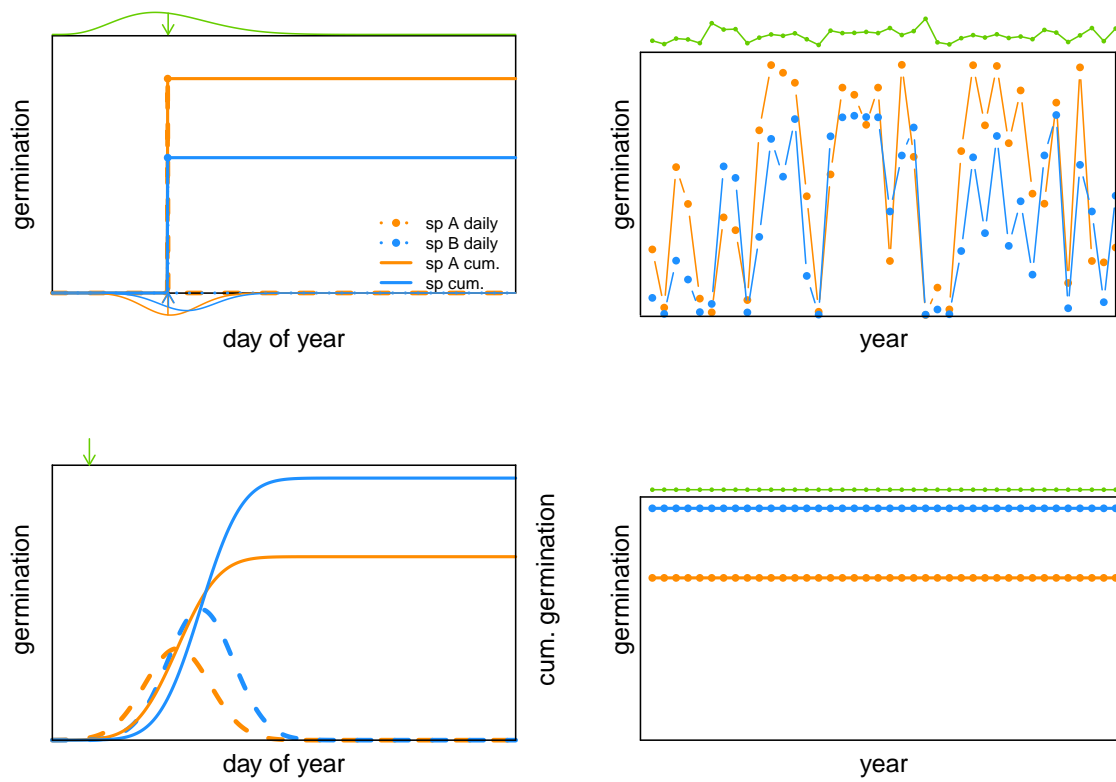 germination
sp A daily
sp B daily
sp A cum.
sp cum.
day of year
germination
year
germination
day of year
cum. germination
germination
year